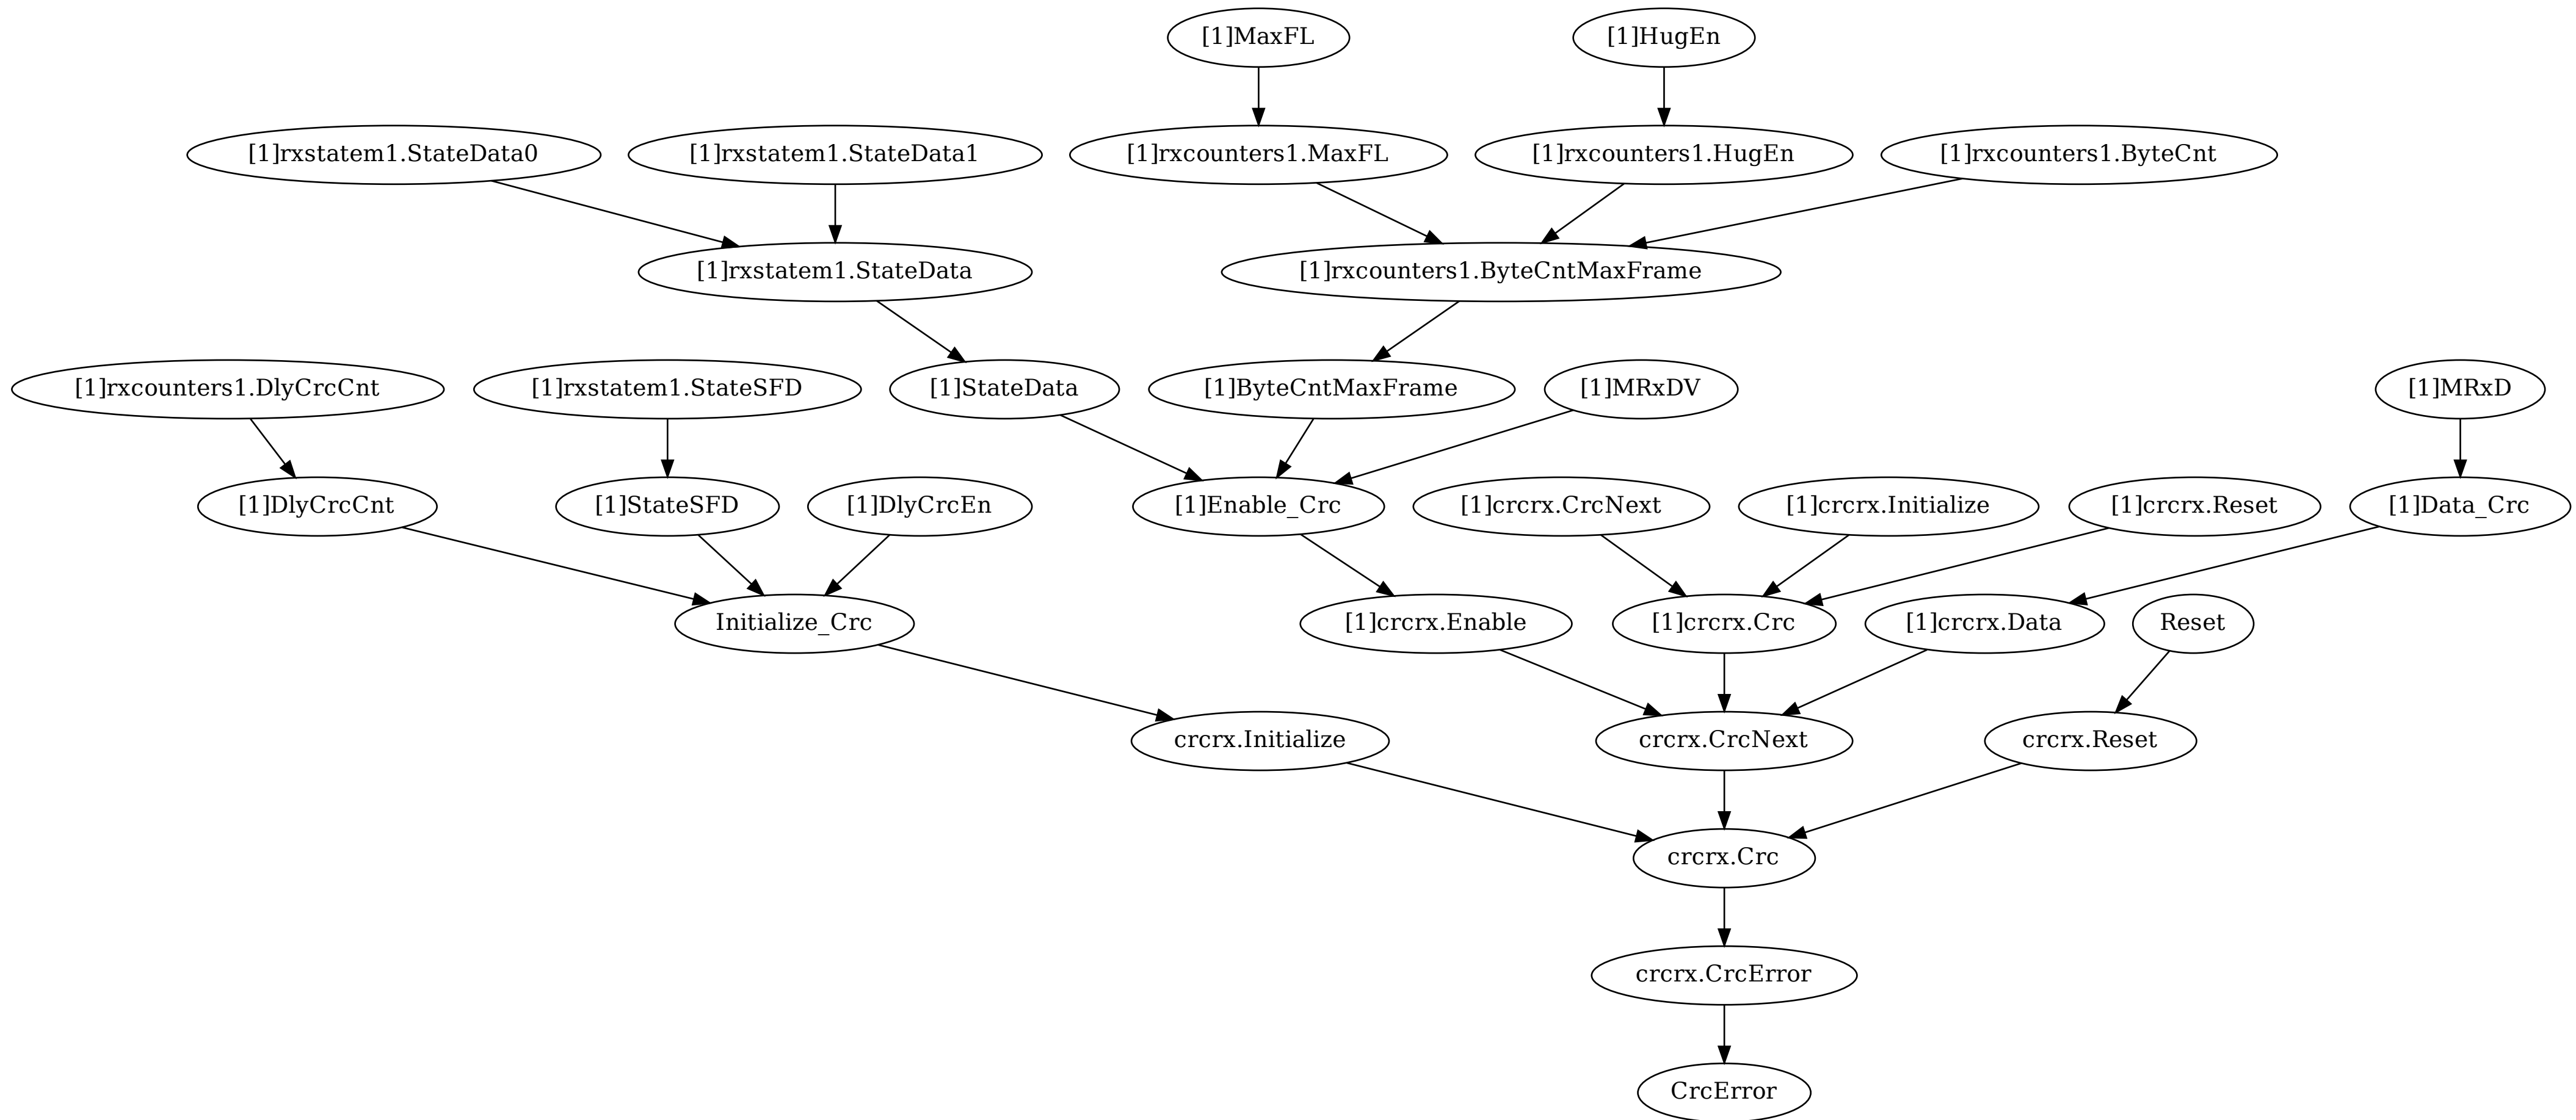 [1]MaxFL
[1]HugEn
[1]rxstatem1.StateData0
[1]rxstatem1.StateData1
[1]rxcounters1.MaxFL
[1]rxcounters1.HugEn
[1]rxcounters1.ByteCnt
[1]rxstatem1.StateData
[1]rxcounters1.ByteCntMaxFrame
[1]rxcounters1.DlyCrcCnt
[1]rxstatem1.StateSFD
[1]StateData
[1]ByteCntMaxFrame
[1]MRxDV
[1]MRxD
[1]DlyCrcCnt
[1]StateSFD
[1]DlyCrcEn
[1]Enable_Crc
[1]crcrx.CrcNext
[1]crcrx.Initialize
[1]crcrx.Reset
[1]Data_Crc
Initialize_Crc
[1]crcrx.Enable
[1]crcrx.Crc
[1]crcrx.Data
Reset
crcrx.Initialize
crcrx.CrcNext
crcrx.Reset
crcrx.Crc
crcrx.CrcError
CrcError